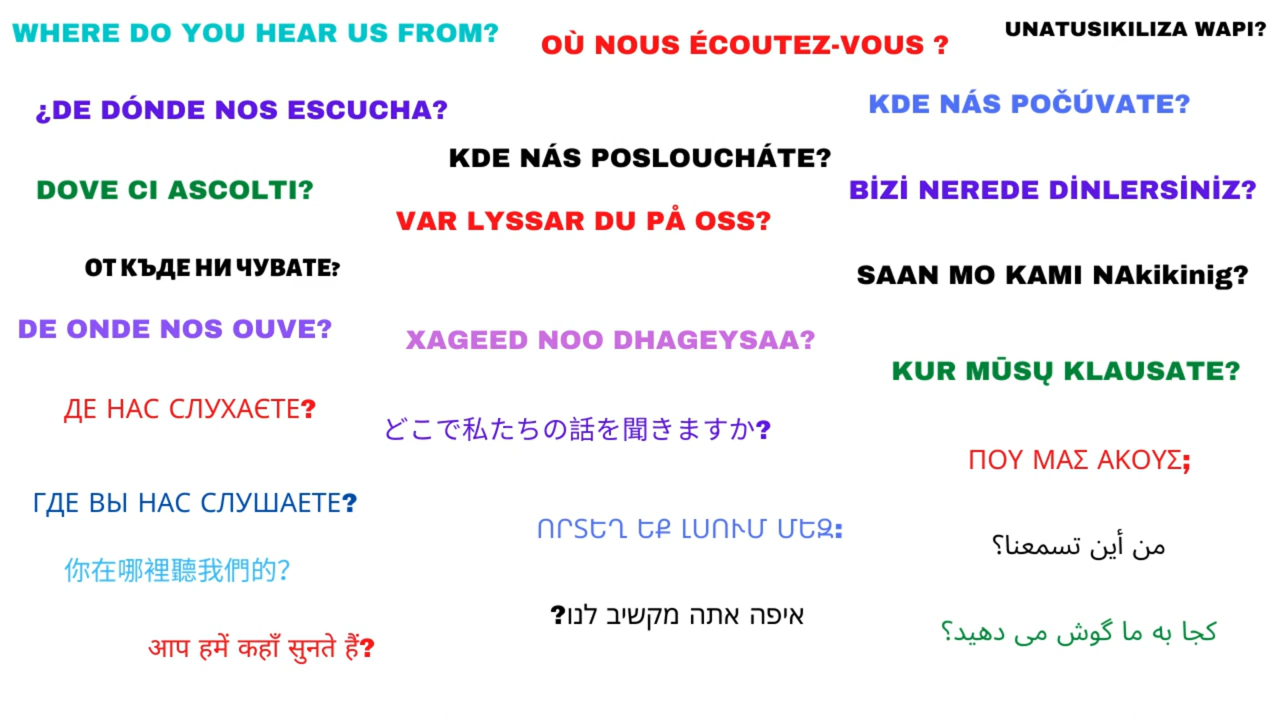 WHERE DO YOU HEAR US FROM?
OÙ NOUS ÉCOUTEZ-VOUS ?
UNATUSIKILIZA WAPI?
¿DE DÓNDE NOS ESCUCHA?
KDE NÁS POČÚVATE?
KDE NÁS POSLOUCHÁTE?
DOVE CI ASCOLTI?
BİZİ NEREDE DİNLERSİNİZ?
VAR LYSSAR DU PÅ OSS?
ОТ КЪДЕ НИ ЧУВАТЕ?
SAAN MO KAMI NAkikinig?
DE ONDE NOS OUVE?
XAGEED NOO DHAGEYSAA?
KUR MŪSŲ KLAUSATE?
ДЕ НАС СЛУХАЄТЕ?
どこで私たちの話を聞きますか?
ΠΟΥ ΜΑΣ ΑΚΟΥΣ;
ГДЕ ВЫ НАС СЛУШАЕТЕ?
ՈՐՏԵՂ ԵՔ ԼՍՈՒՄ ՄԵԶ:
من أين تسمعنا؟
你在哪裡聽我們的？
איפה אתה מקשיב לנו?
کجا به ما گوش می دهید؟
आप हमें कहाँ सुनते हैं?